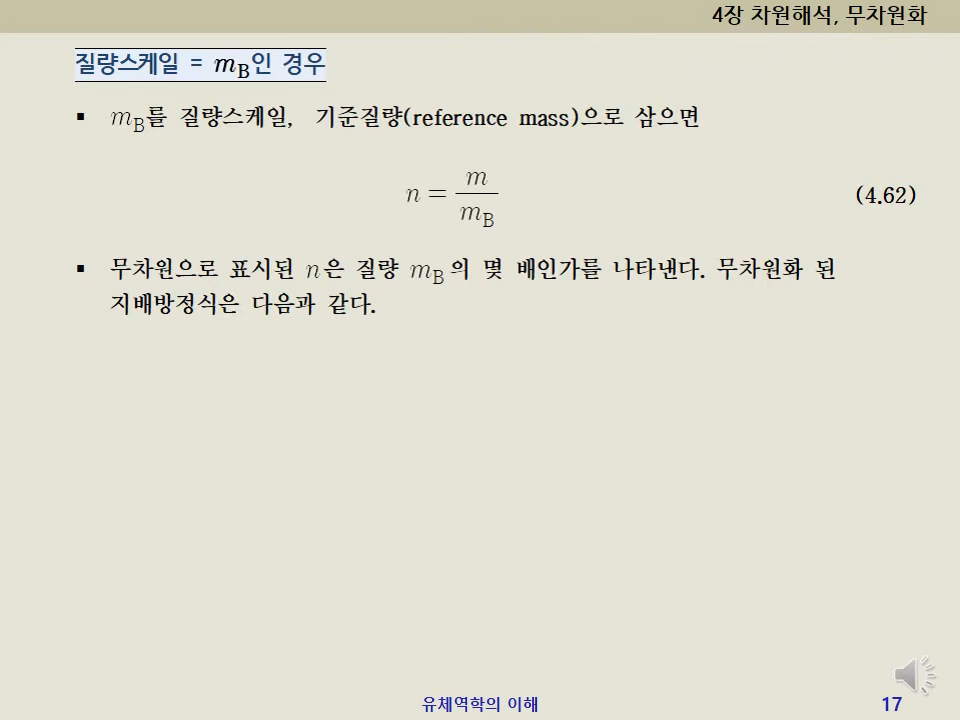 4장 차원해석, 무차원화
질량스케일 = m_B인 경우
▪ m_B를 질량스케일, 기준질량(reference mass)으로 삼으면
n = m / m_B (4.62)
▪ 무차원으로 표시된 n은 질량 m_B의 몇 배인가를 나타낸다. 무차원화 된
지배방정식은 다음과 같다.
유체역학의 이해 17